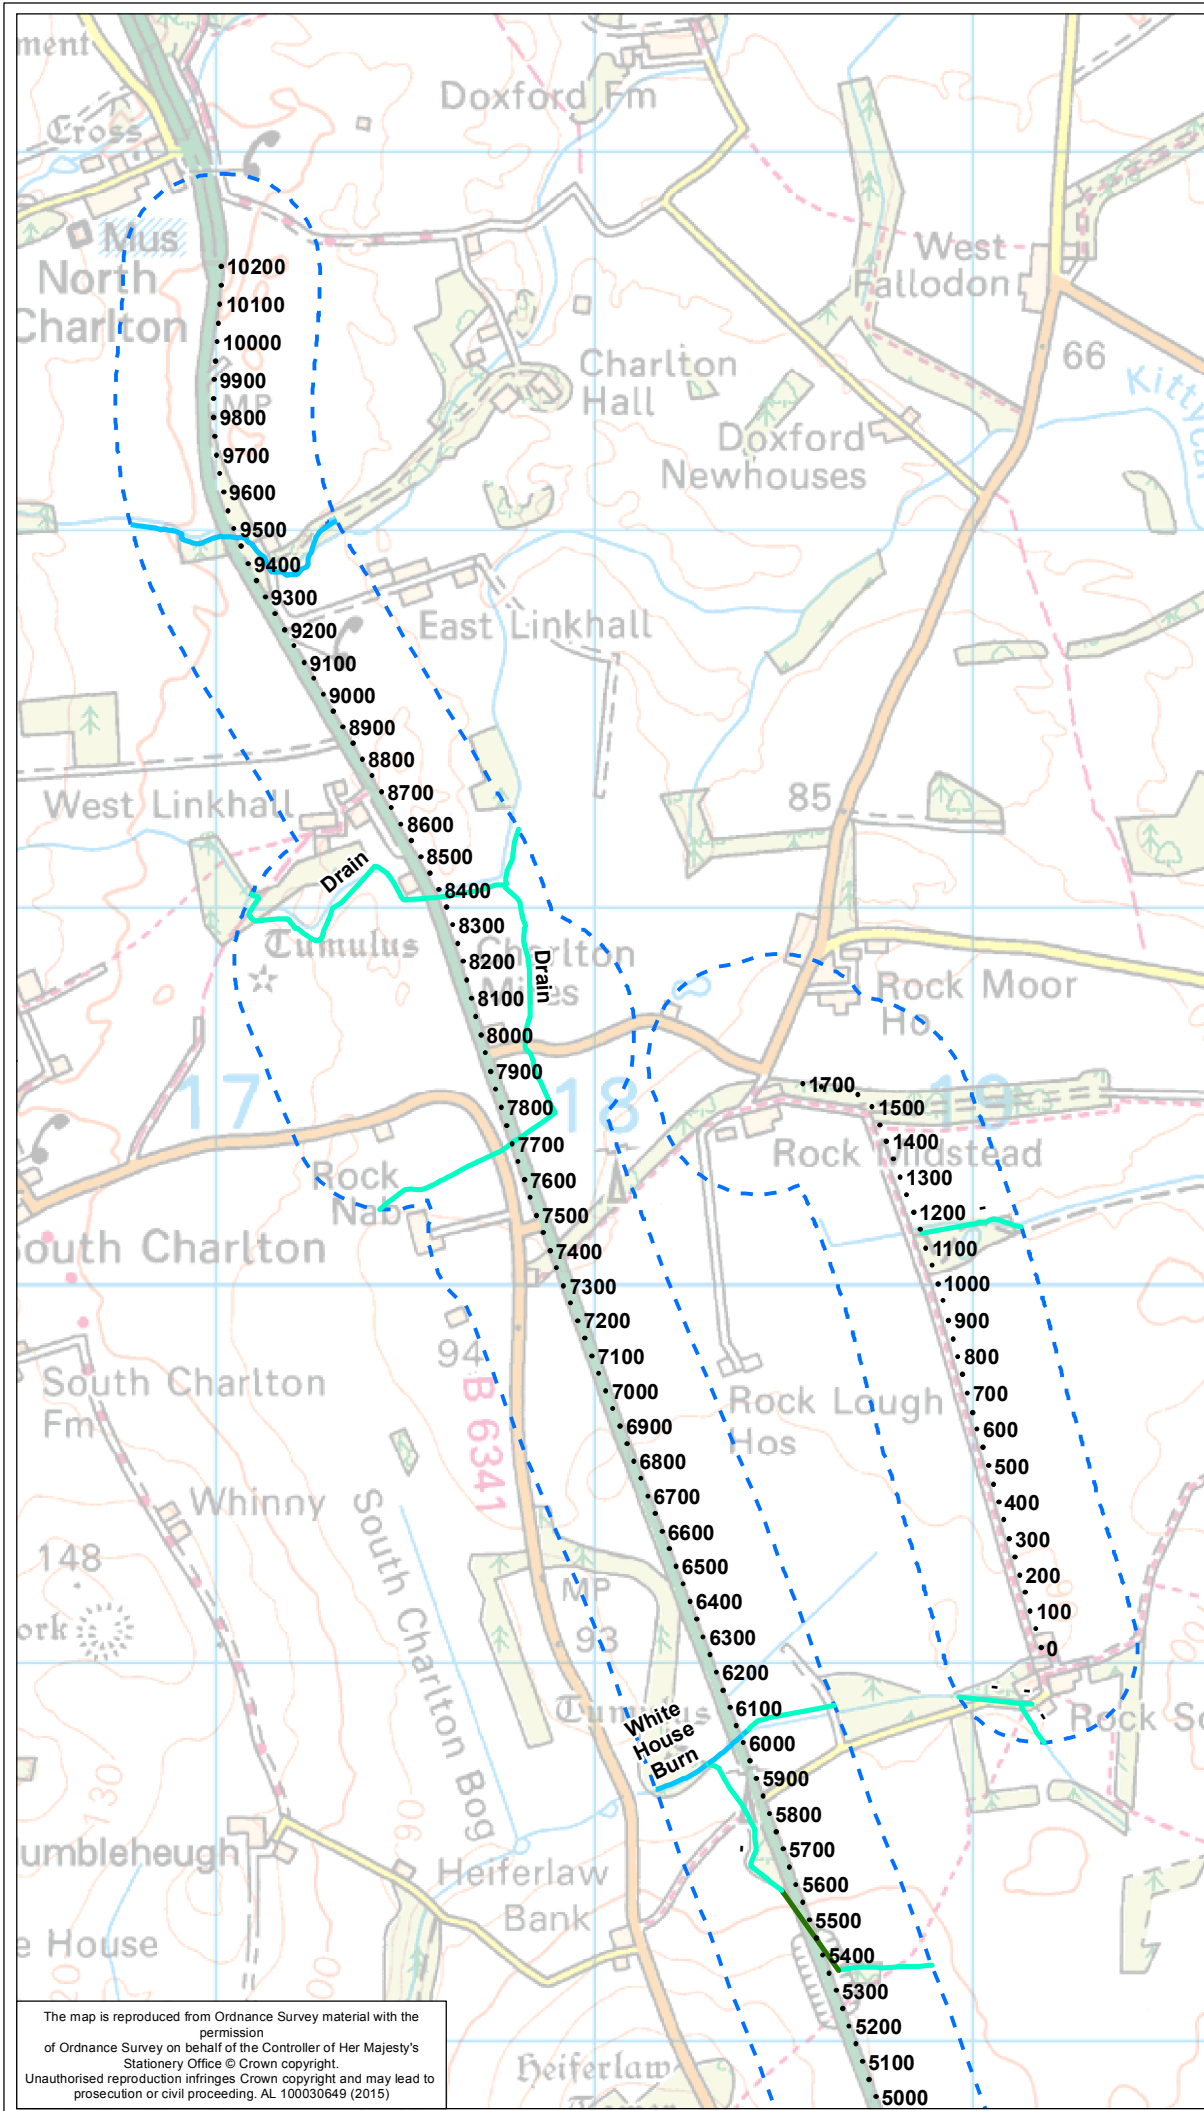 ment
Doxford Fm
Cross
Mus
North
Charlton
West
Fallodon
66
Charlton
Hall
Doxford
Newhouses
MP
East Linkhall
West Linkhall
85
Drain
Tumulus
Charlton
Mires
Drain
Rock Moor
Ho
17
18
19
Rock Midstead
Rock
Nab
South Charlton
94
B 6341
South Charlton
Fm
Rock Lough
Hos
Whinny
South Charlton Bog
148
ork
MP
93
Tumulus
White
House
Burn
Rock So
130
90
umbleheugh
Heiferlaw
Bank
e House
Heiferlaw
10200
10100
10000
9900
9800
9700
9600
9500
9400
9300
9200
9100
9000
8900
8800
8700
8600
8500
8400
8300
8200
8100
8000
7900
7800
7700
7600
7500
7400
7300
7200
7100
7000
6900
6800
6700
6600
6500
6400
6300
6200
6100
6000
5900
5800
5700
5600
5500
5400
5300
5200
5100
5000
1700
1500
1400
1300
1200
1100
1000
900
800
700
600
500
400
300
200
100
0
The map is reproduced from Ordnance Survey material with the
permission
of Ordnance Survey on behalf of the Controller of Her Majesty's
Stationery Office © Crown copyright.
Unauthorised reproduction infringes Crown copyright and may lead to
prosecution or civil proceeding. AL 100030649 (2015)